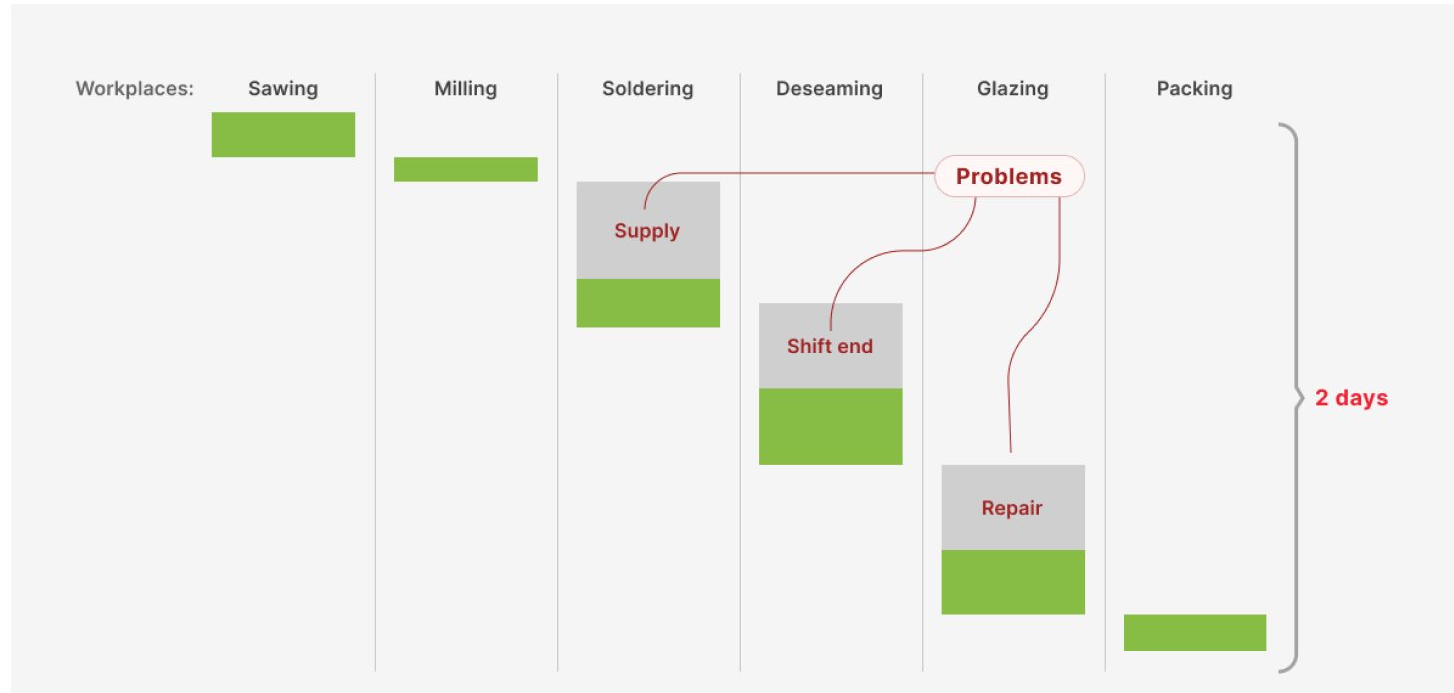 Workplaces:
Sawing
Milling
Soldering
Deseaming
Glazing
Packing
Problems
Supply
Shift end
2 days
Repair